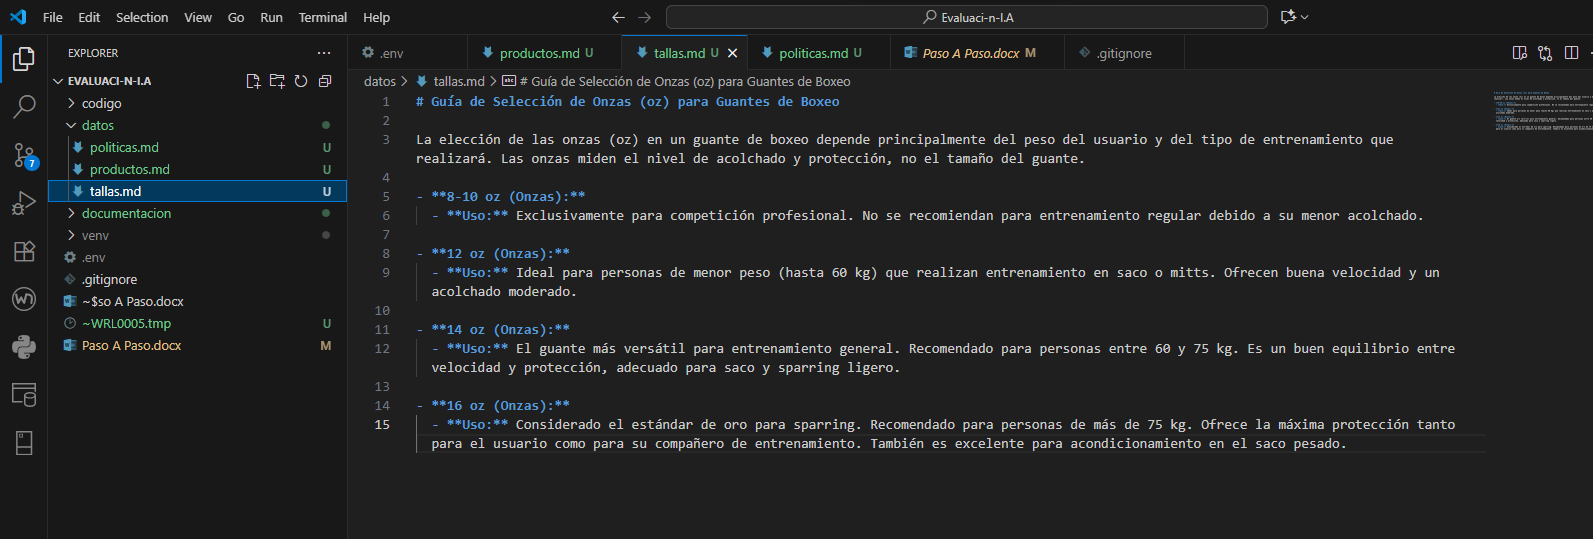 File Edit Selection View Go Run Terminal Help
Evaluaci-n-I.A
EXPLORER
EVALUACI-N-I.A
codigo
datos
politicas.md U
productos.md U
tallas.md U
documentacion
venv
.env
.gitignore
~$so A Paso.docx
~WRL0005.tmp U
Paso A Paso.docx M
7
.env
productos.md U
tallas.md U
politicas.md U
Paso A Paso.docx M
.gitignore
datos > tallas.md > abc # Guía de Selección de Onzas (oz) para Guantes de Boxeo
1 # Guía de Selección de Onzas (oz) para Guantes de Boxeo
2
3 La elección de las onzas (oz) en un guante de boxeo depende principalmente del peso del usuario y del tipo de entrenamiento que
realizará. Las onzas miden el nivel de acolchado y protección, no el tamaño del guante.
4
5 - **8-10 oz (Onzas):**
6 - **Uso:** Exclusivamente para competición profesional. No se recomiendan para entrenamiento regular debido a su menor acolchado.
7
8 - **12 oz (Onzas):**
9 - **Uso:** Ideal para personas de menor peso (hasta 60 kg) que realizan entrenamiento en saco o mitts. Ofrecen buena velocidad y un
acolchado moderado.
10
11 - **14 oz (Onzas):**
12 - **Uso:** El guante más versátil para entrenamiento general. Recomendado para personas entre 60 y 75 kg. Es un buen equilibrio entre
velocidad y protección, adecuado para saco y sparring ligero.
13
14 - **16 oz (Onzas):**
15 - **Uso:** Considerado el estándar de oro para sparring. Recomendado para personas de más de 75 kg. Ofrece la máxima protección tanto
para el usuario como para su compañero de entrenamiento. También es excelente para acondicionamiento en el saco pesado.